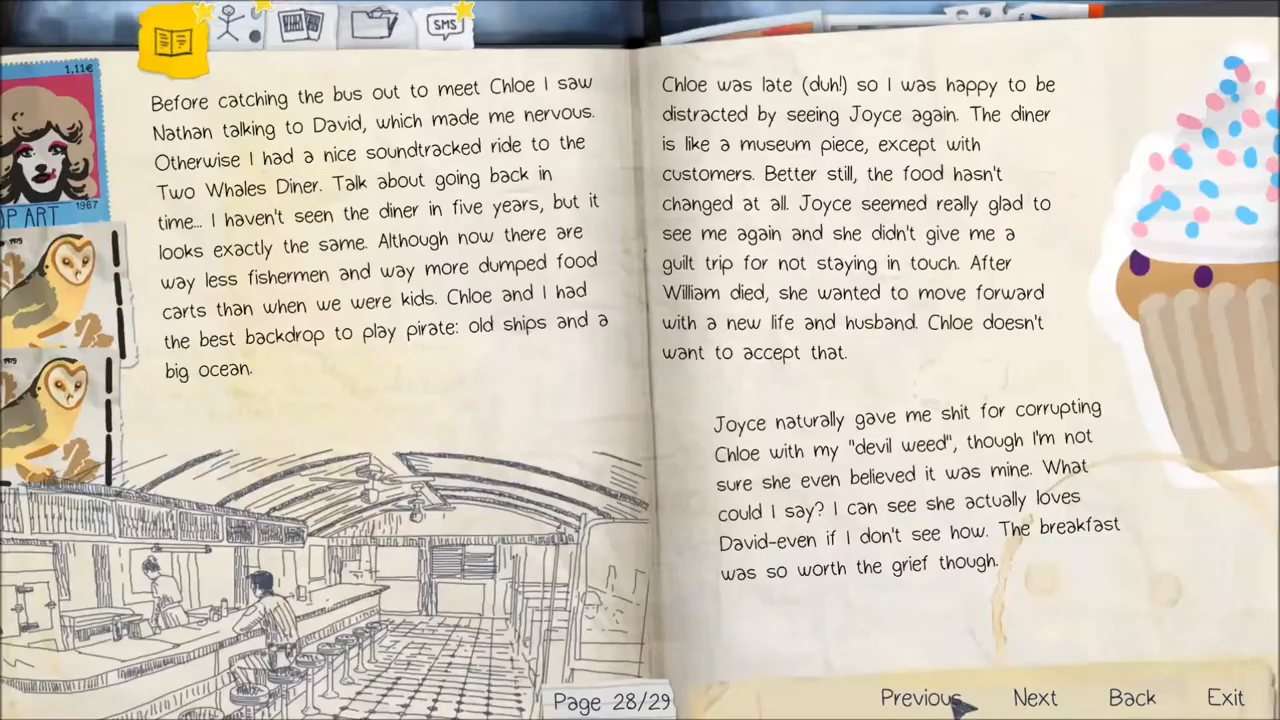 SMS
1,11€
OP ART
1967
1979
1979
Before catching the bus out to meet Chloe I saw
Nathan talking to David, which made me nervous.
Otherwise I had a nice soundtracked ride to the
Two Whales Diner. Talk about going back in
time... I haven't seen the diner in five years, but it
looks exactly the same. Although now there are
way less fishermen and way more dumped food
carts than when we were kids. Chloe and I had
the best backdrop to play pirate: old ships and a
big ocean.
Chloe was late (duh!) so I was happy to be
distracted by seeing Joyce again. The diner
is like a museum piece, except with
customers. Better still, the food hasn't
changed at all. Joyce seemed really glad to
see me again and she didn't give me a
guilt trip for not staying in touch. After
William died, she wanted to move forward
with a new life and husband. Chloe doesn't
want to accept that.
Joyce naturally gave me shit for corrupting
Chloe with my "devil weed", though I'm not
sure she even believed it was mine. What
could I say? I can see she actually loves
David-even if I don't see how. The breakfast
was so worth the grief though.
Page 28/29
Previous Next Back Exit